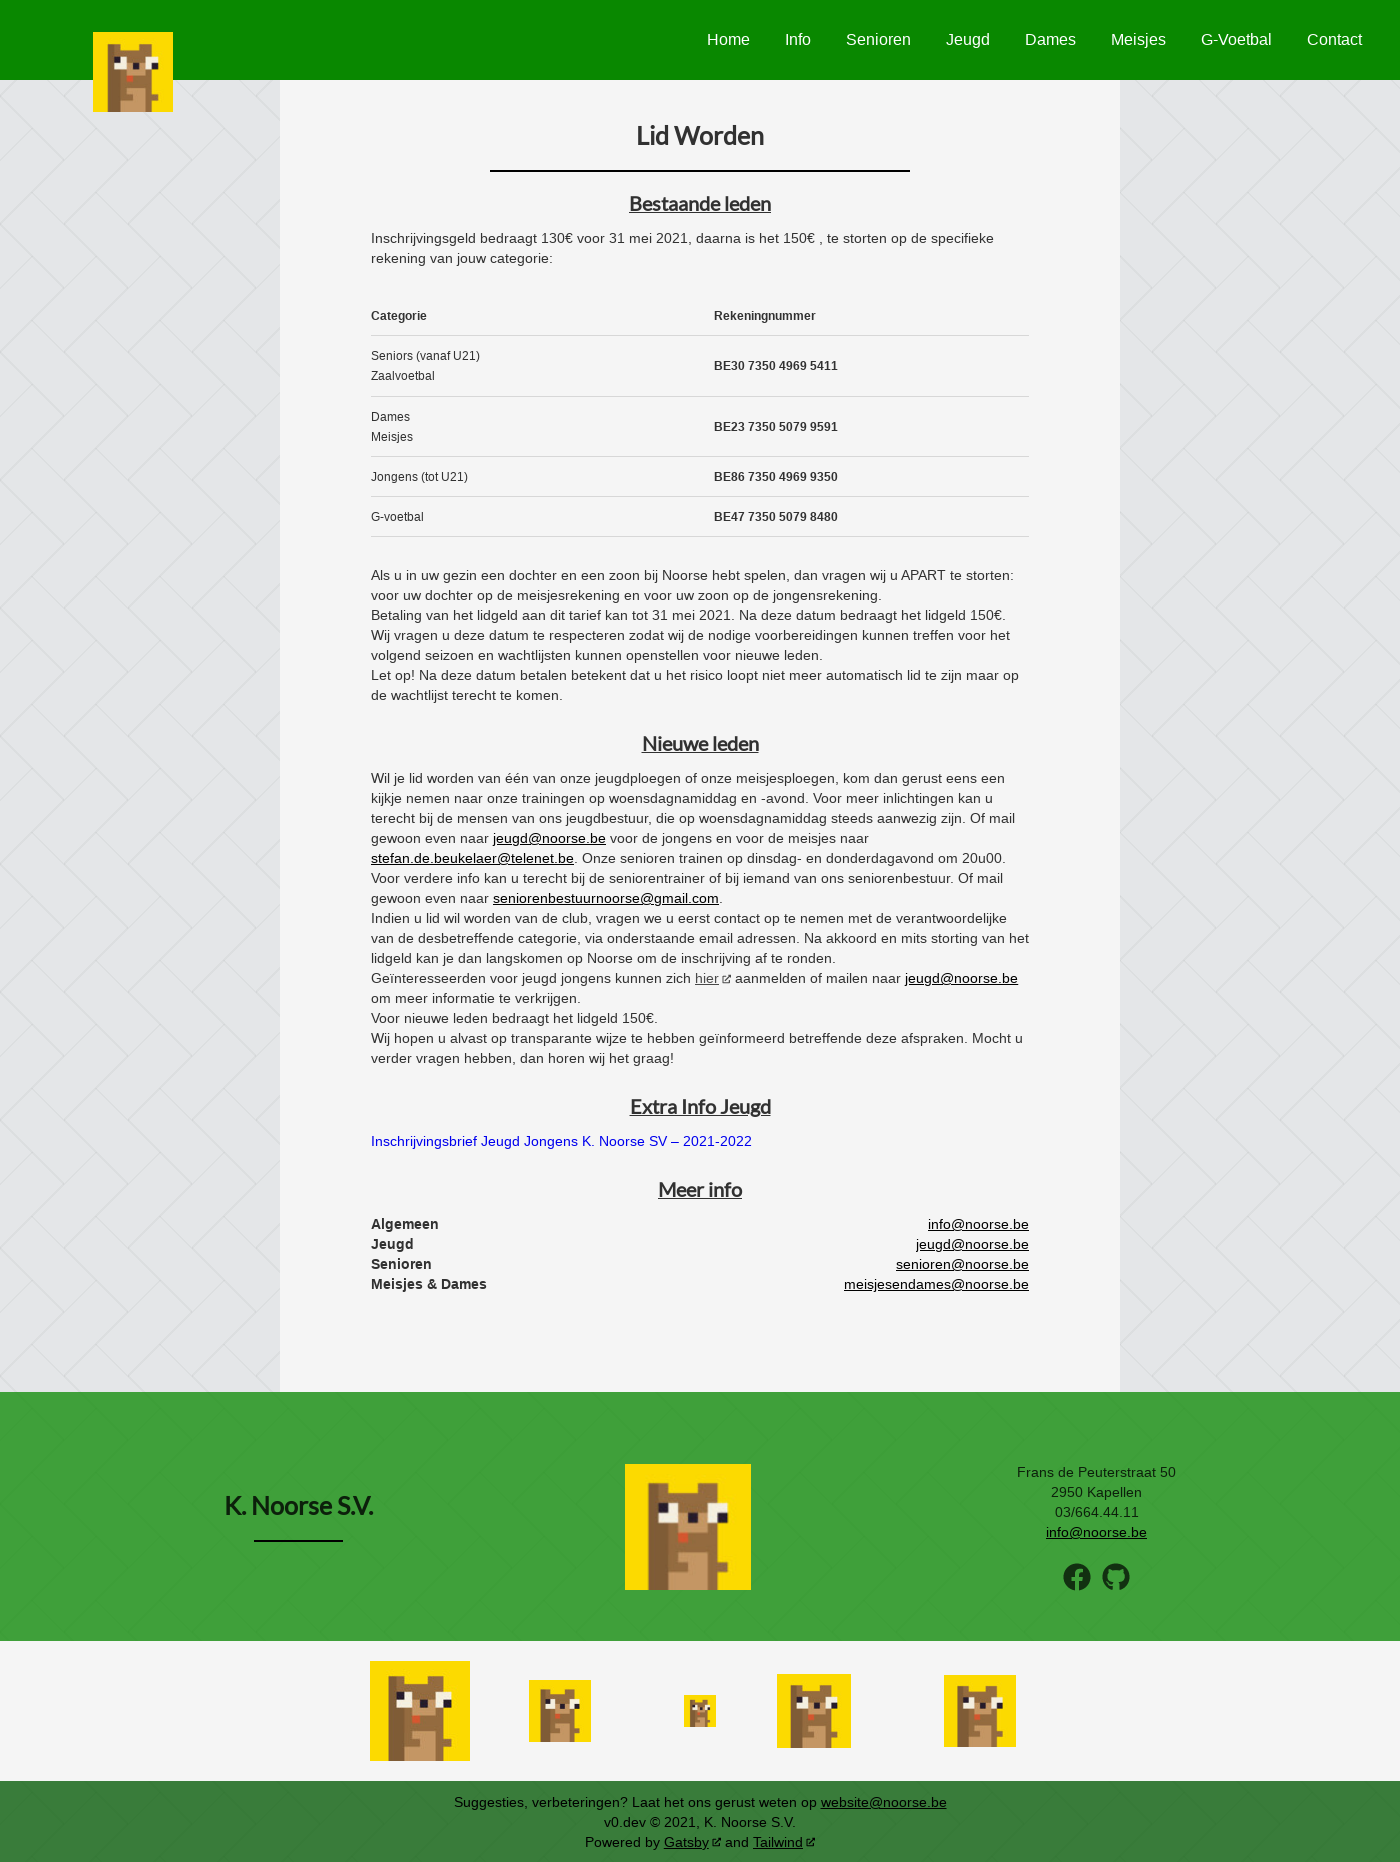 Home Info Senioren Jeugd Dames Meisjes G-Voetbal Contact
Lid Worden
Bestaande leden
Inschrijvingsgeld bedraagt 130€ voor 31 mei 2021, daarna is het 150€ , te storten op de specifieke
rekening van jouw categorie:
Categorie Rekeningnummer
Seniors (vanaf U21)
Zaalvoetbal
BE30 7350 4969 5411
Dames
Meisjes
BE23 7350 5079 9591
Jongens (tot U21) BE86 7350 4969 9350
G-voetbal BE47 7350 5079 8480
Als u in uw gezin een dochter en een zoon bij Noorse hebt spelen, dan vragen wij u APART te storten:
voor uw dochter op de meisjesrekening en voor uw zoon op de jongensrekening.
Betaling van het lidgeld aan dit tarief kan tot 31 mei 2021. Na deze datum bedraagt het lidgeld 150€.
Wij vragen u deze datum te respecteren zodat wij de nodige voorbereidingen kunnen treffen voor het
volgend seizoen en wachtlijsten kunnen openstellen voor nieuwe leden.
Let op! Na deze datum betalen betekent dat u het risico loopt niet meer automatisch lid te zijn maar op
de wachtlijst terecht te komen.
Nieuwe leden
Wil je lid worden van één van onze jeugdploegen of onze meisjesploegen, kom dan gerust eens een
kijkje nemen naar onze trainingen op woensdagnamiddag en -avond. Voor meer inlichtingen kan u
terecht bij de mensen van ons jeugdbestuur, die op woensdagnamiddag steeds aanwezig zijn. Of mail
gewoon even naar jeugd@noorse.be voor de jongens en voor de meisjes naar
stefan.de.beukelaer@telenet.be. Onze senioren trainen op dinsdag- en donderdagavond om 20u00.
Voor verdere info kan u terecht bij de seniorentrainer of bij iemand van ons seniorenbestuur. Of mail
gewoon even naar seniorenbestuurnoorse@gmail.com.
Indien u lid wil worden van de club, vragen we u eerst contact op te nemen met de verantwoordelijke
van de desbetreffende categorie, via onderstaande email adressen. Na akkoord en mits storting van het
lidgeld kan je dan langskomen op Noorse om de inschrijving af te ronden.
Geïnteresseerden voor jeugd jongens kunnen zich hier aanmelden of mailen naar jeugd@noorse.be
om meer informatie te verkrijgen.
Voor nieuwe leden bedraagt het lidgeld 150€.
Wij hopen u alvast op transparante wijze te hebben geïnformeerd betreffende deze afspraken. Mocht u
verder vragen hebben, dan horen wij het graag!
Extra Info Jeugd
Inschrijvingsbrief Jeugd Jongens K. Noorse SV – 2021-2022
Meer info
Algemeen info@noorse.be
Jeugd jeugd@noorse.be
Senioren senioren@noorse.be
Meisjes & Dames meisjesendames@noorse.be
K. Noorse S.V.
Frans de Peuterstraat 50
2950 Kapellen
03/664.44.11
info@noorse.be
Suggesties, verbeteringen? Laat het ons gerust weten op website@noorse.be
v0.dev © 2021, K. Noorse S.V.
Powered by Gatsby and Tailwind